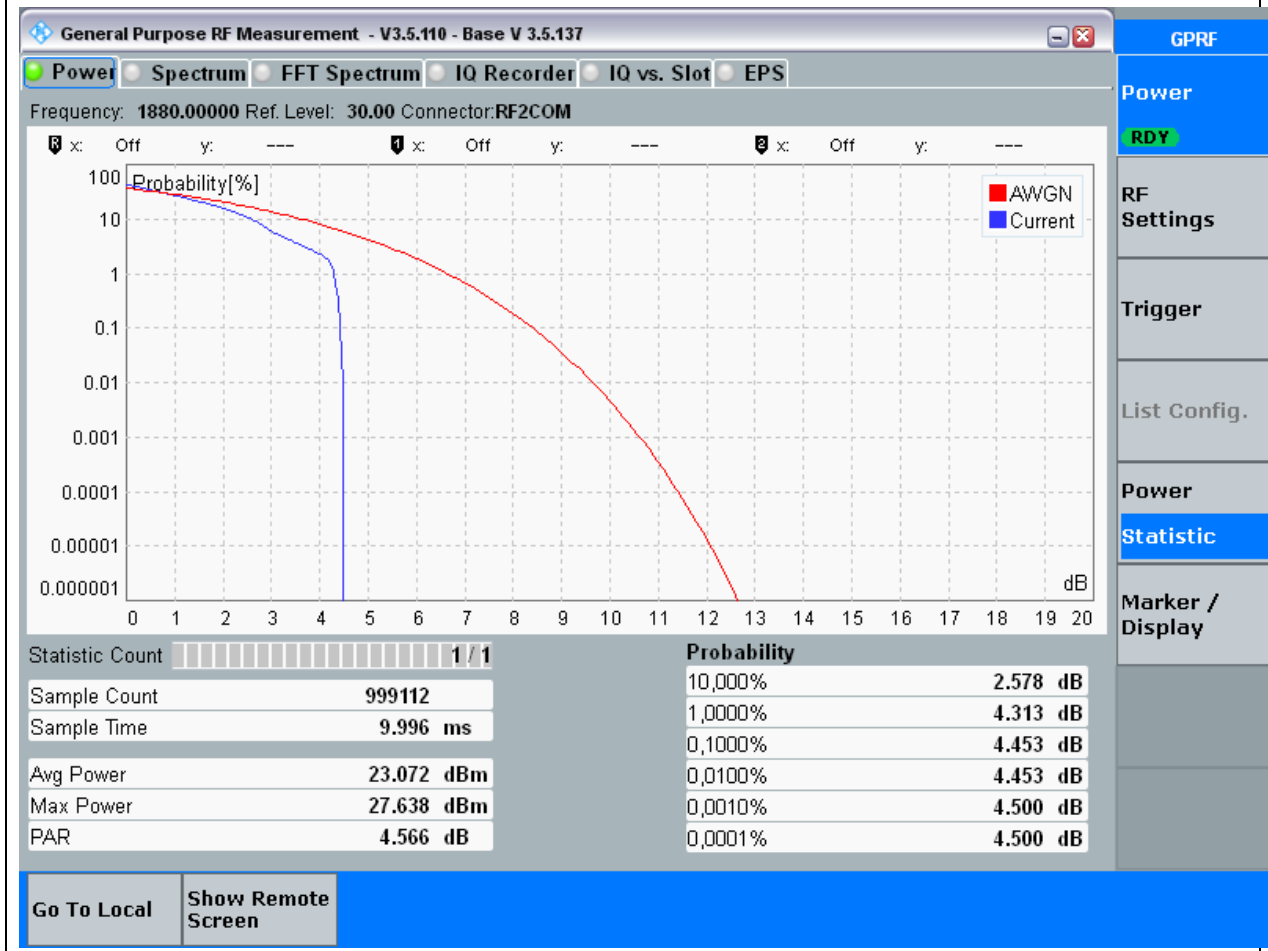 General Purpose RF Measurement - V3.5.110 - Base V 3.5.137
Power Spectrum FFT Spectrum IQ Recorder IQ vs. Slot EPS
Frequency: 1880.00000 Ref. Level: 30.00 Connector:RF2COM
R x: Off y: --- 1 x: Off y: --- 2 x: Off y: ---
Probability[%]
AWGN
Current
100
10
1
0.1
0.01
0.001
0.0001
0.00001
0.000001
dB
0 1 2 3 4 5 6 7 8 9 10 11 12 13 14 15 16 17 18 19 20
Statistic Count 1 / 1
Sample Count 999112
Sample Time 9.996 ms
Avg Power 23.072 dBm
Max Power 27.638 dBm
PAR 4.566 dB
Probability
10,000% 2.578 dB
1,0000% 4.313 dB
0,1000% 4.453 dB
0,0100% 4.453 dB
0,0010% 4.500 dB
0,0001% 4.500 dB
GPRF
Power
RDY
RF
Settings
Trigger
List Config.
Power
Statistic
Marker /
Display
Go To Local
Show Remote
Screen